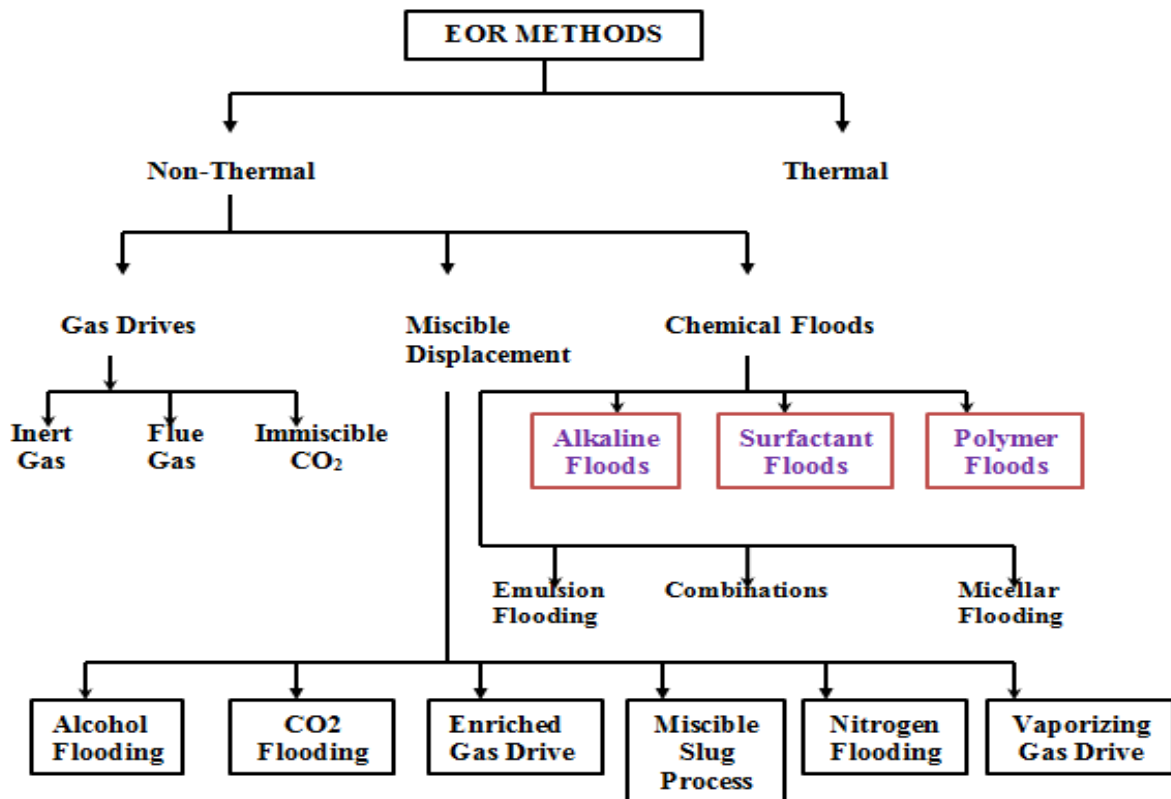 EOR METHODS
Non-Thermal
Thermal
Gas Drives
Miscible
Displacement
Chemical Floods
Inert
Gas
Flue
Gas
Immiscible
CO₂
Alkaline
Floods
Surfactant
Floods
Polymer
Floods
Emulsion
Flooding
Combinations
Micellar
Flooding
Alcohol
Flooding
CO2
Flooding
Enriched
Gas Drive
Miscible
Slug
Process
Nitrogen
Flooding
Vaporizing
Gas Drive